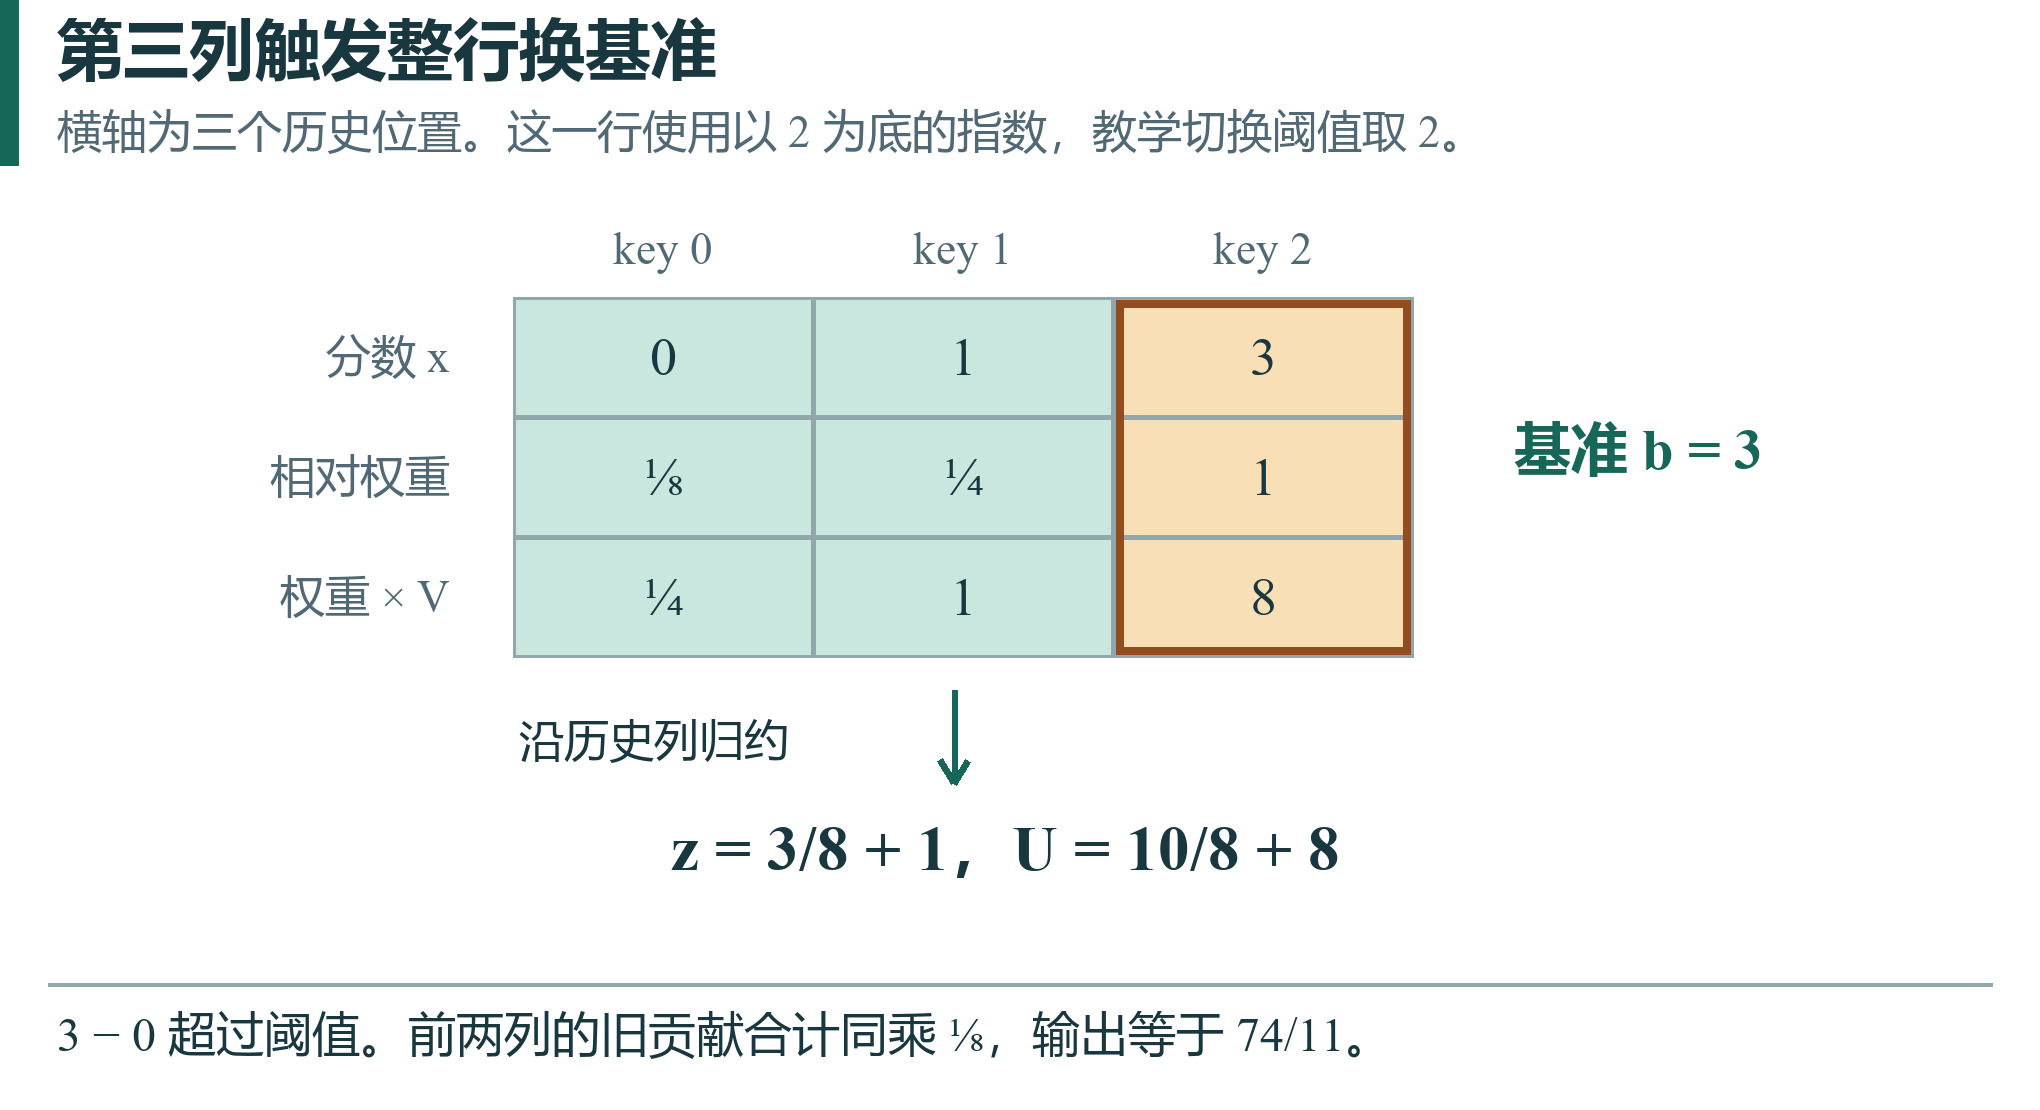 第三列触发整行换基准
横轴为三个历史位置。这一行使用以 2 为底的指数，教学切换阈值取 2。
key 0 key 1 key 2
分数 x 0 1 3
相对权重 ⅛ ¼ 1
基准 b = 3
权重 × V ¼ 1 8
沿历史列归约
z = 3/8 + 1，U = 10/8 + 8
3 − 0 超过阈值。前两列的旧贡献合计同乘 ⅛，输出等于 74/11。